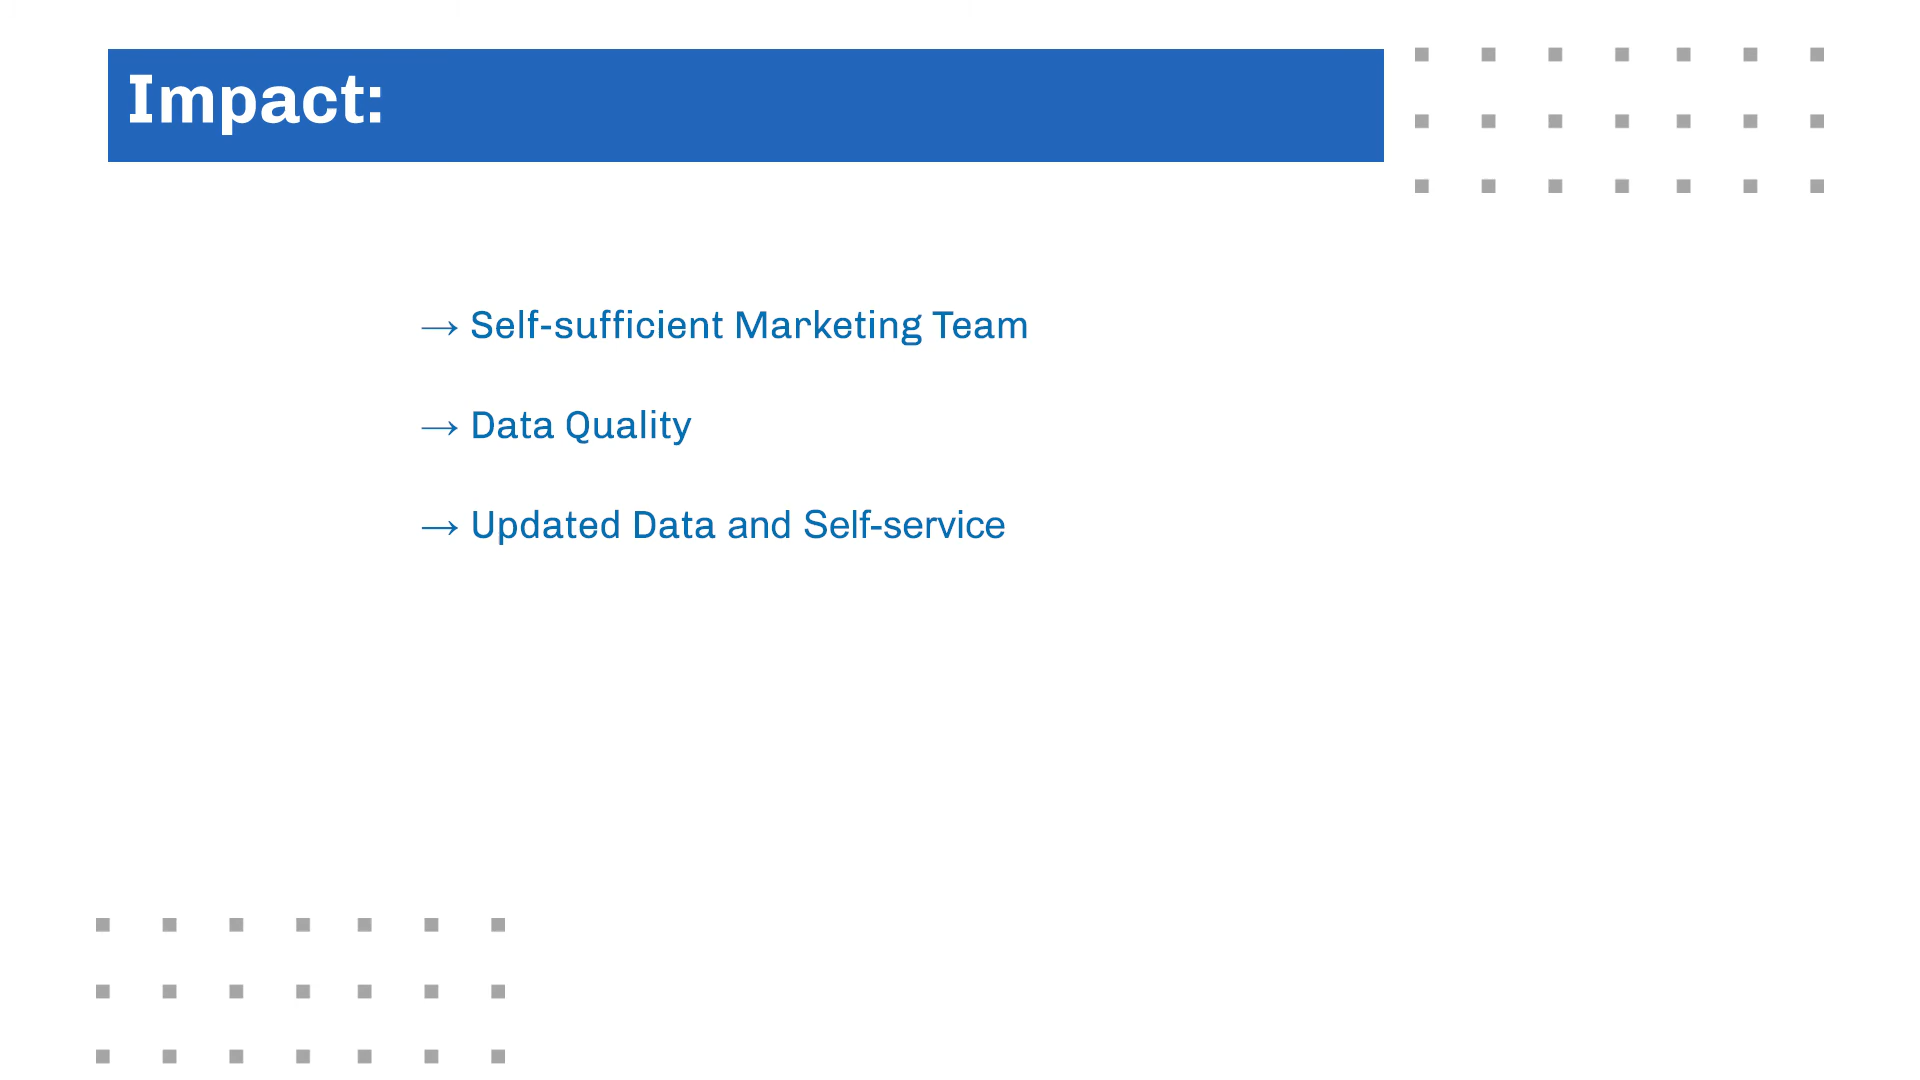 Impact:
→ Self-sufficient Marketing Team
→ Data Quality
→ Updated Data and Self-service